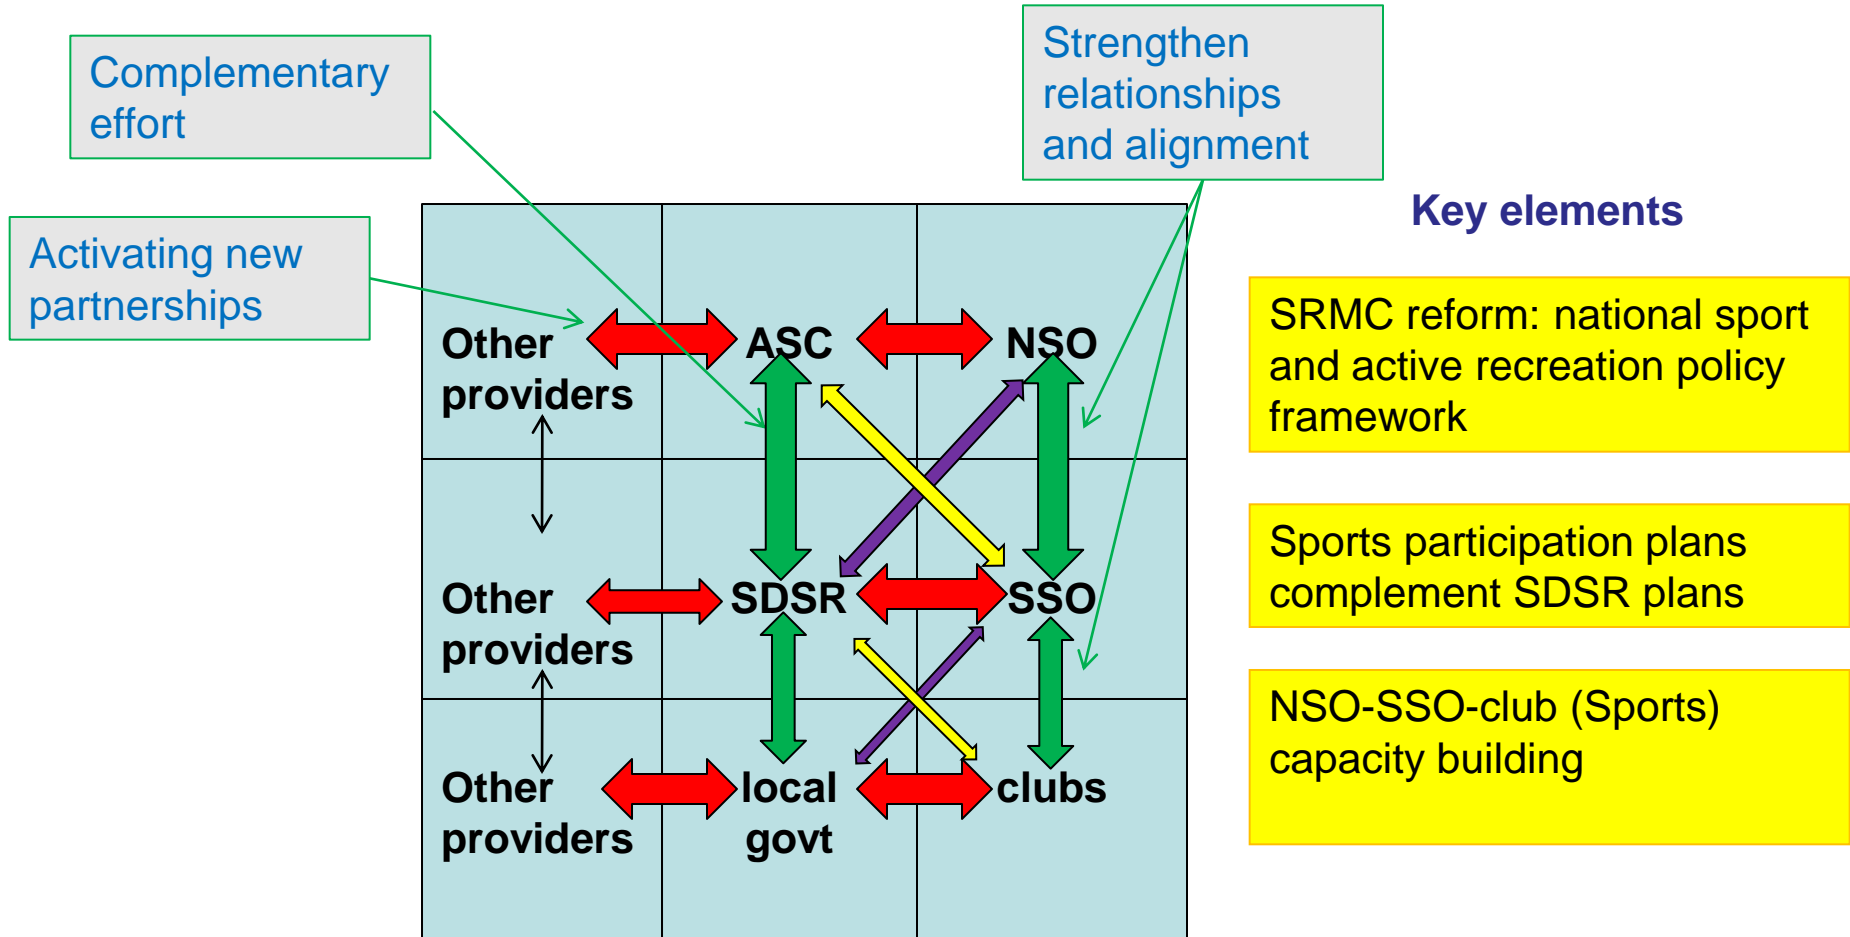 Complementary
effort
Strengthen
relationships
and alignment
Activating new
partnerships
Key elements
Other
providers
ASC
NSO
SRMC reform: national sport
and active recreation policy
framework
Other
providers
SDSR
SSO
Sports participation plans
complement SDSR plans
Other
providers
local
govt
clubs
NSO-SSO-club (Sports)
capacity building